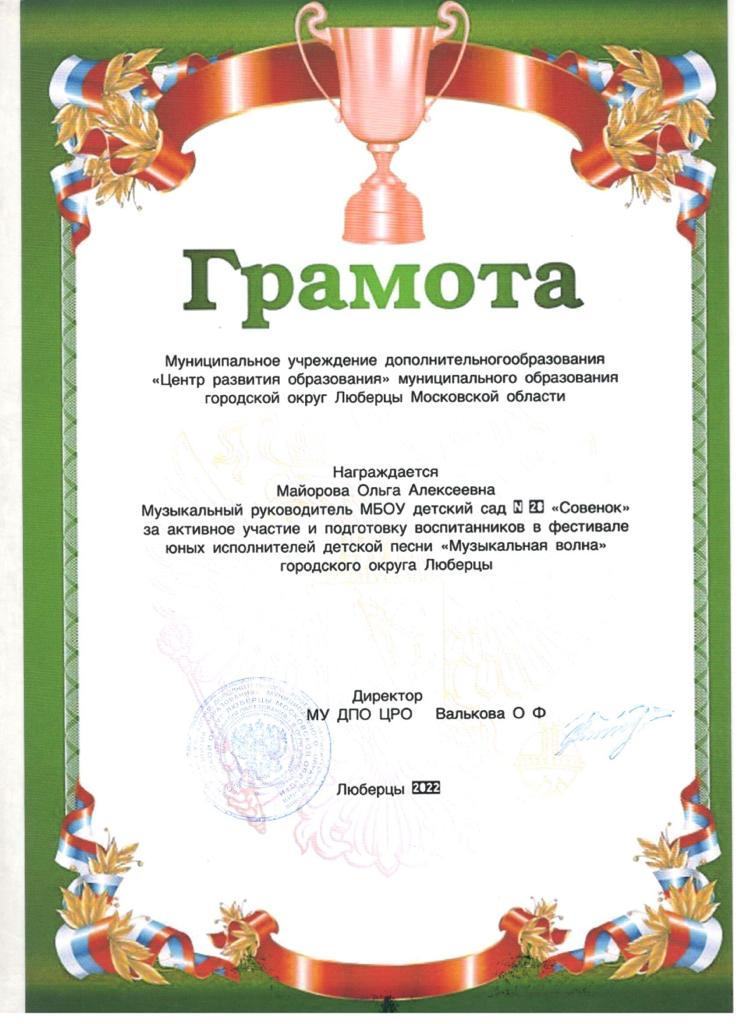 Грамота
Муниципальное учреждение дополнительногообразования
«Центр развития образования» муниципального образования
городской округ Люберцы Московской области
Награждается
Майорова Ольга Алексеевна
Музыкальный руководитель МБОУ детский сад N 20 «Совенок»
за активное участие и подготовку воспитанников в фестивале
юных исполнителей детской песни «Музыкальная волна»
городского округа Люберцы
Директор
МУ ДПО ЦРО Валькова О Ф
Люберцы 2022